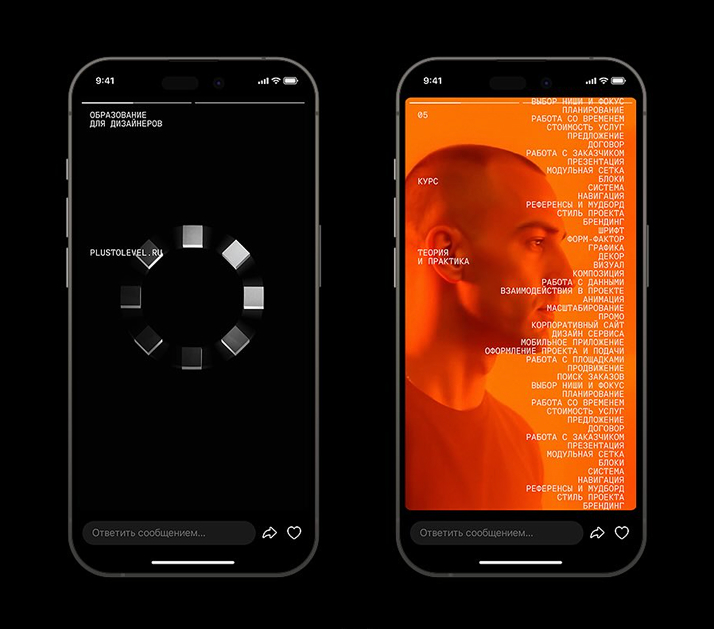 9:41
ОБРАЗОВАНИЕ
ДЛЯ ДИЗАЙНЕРОВ
PLUSTOLEVEL.RU
Ответить сообщением...
9:41
05
КУРС
ТЕОРИЯ
И ПРАКТИКА
ВЫБОР НИШИ И ФОКУС
ПЛАНИРОВАНИЕ
РАБОТА СО ВРЕМЕНЕМ
СТОИМОСТЬ УСЛУГ
ПРЕДЛОЖЕНИЕ
ДОГОВОР
РАБОТА С ЗАКАЗЧИКОМ
ПРЕЗЕНТАЦИЯ
МОДУЛЬНАЯ СЕТКА
БЛОКИ
СИСТЕМА
НАВИГАЦИЯ
РЕФЕРЕНСЫ И МУДБОРД
СТИЛЬ ПРОЕКТА
БРЕНДИНГ
ШРИФТ
ФОРМ-ФАКТОР
ГРАФИКА
ДЕКОР
ВИЗУАЛ
КОМПОЗИЦИЯ
РАБОТА С ДАННЫМИ
ВЗАИМОДЕЙСТВИЯ В ПРОЕКТЕ
АНИМАЦИЯ
МАСШТАБИРОВАНИЕ
ПРОМО
КОРПОРАТИВНЫЙ САЙТ
ДИЗАЙН СЕРВИСА
МОБИЛЬНОЕ ПРИЛОЖЕНИЕ
ОФОРМЛЕНИЕ ПРОЕКТА И ПОДАЧИ
РАБОТА С ПЛОЩАДКАМИ
ПРОДВИЖЕНИЕ
ПОИСК ЗАКАЗОВ
ВЫБОР НИШИ И ФОКУС
ПЛАНИРОВАНИЕ
РАБОТА СО ВРЕМЕНЕМ
СТОИМОСТЬ УСЛУГ
ПРЕДЛОЖЕНИЕ
ДОГОВОР
РАБОТА С ЗАКАЗЧИКОМ
ПРЕЗЕНТАЦИЯ
МОДУЛЬНАЯ СЕТКА
БЛОКИ
СИСТЕМА
НАВИГАЦИЯ
РЕФЕРЕНСЫ И МУДБОРД
СТИЛЬ ПРОЕКТА
БРЕНДИНГ
Ответить сообщением...